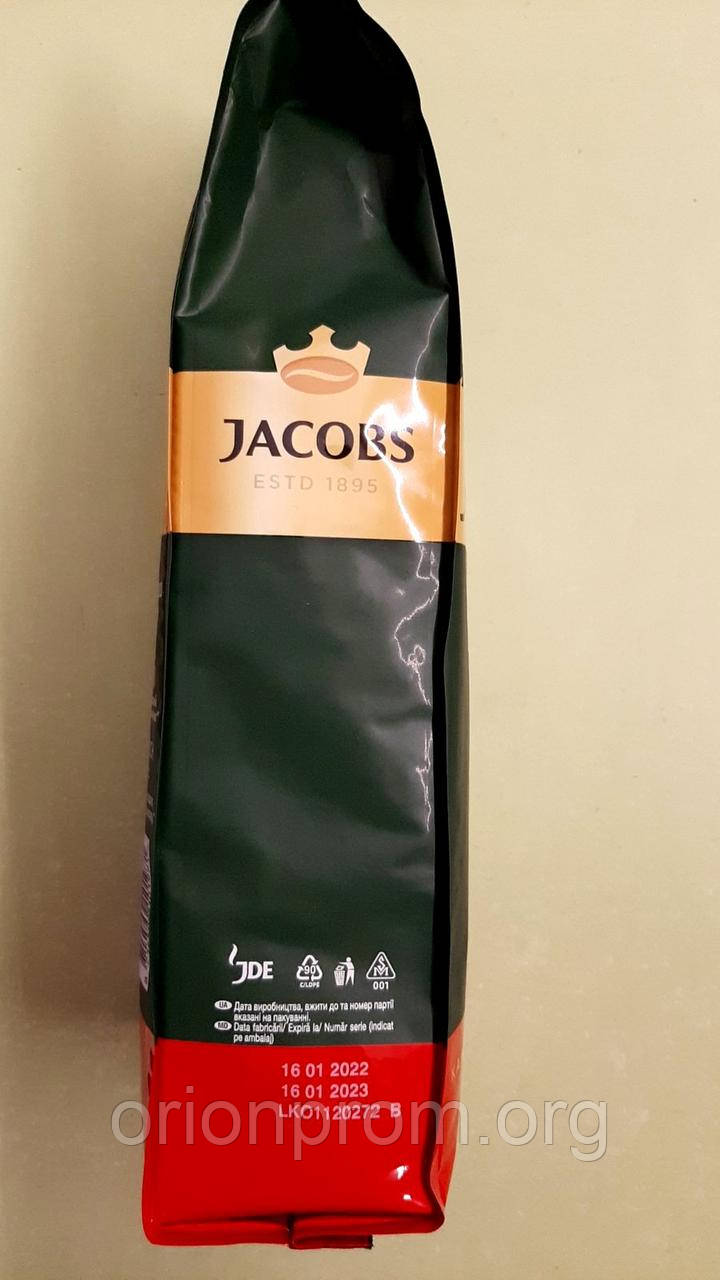 JACOBS
ESTD 1895
JDE
90
C/LDPE
SM
001
UA Дата виробництва, вжити до та номер партії
вказані на пакуванні.
MD Data fabricării/ Expiră la/ Număr serie (indicat
pe ambalaj)
16 01 2022
16 01 2023
LKO1120272 B
orionprom.org